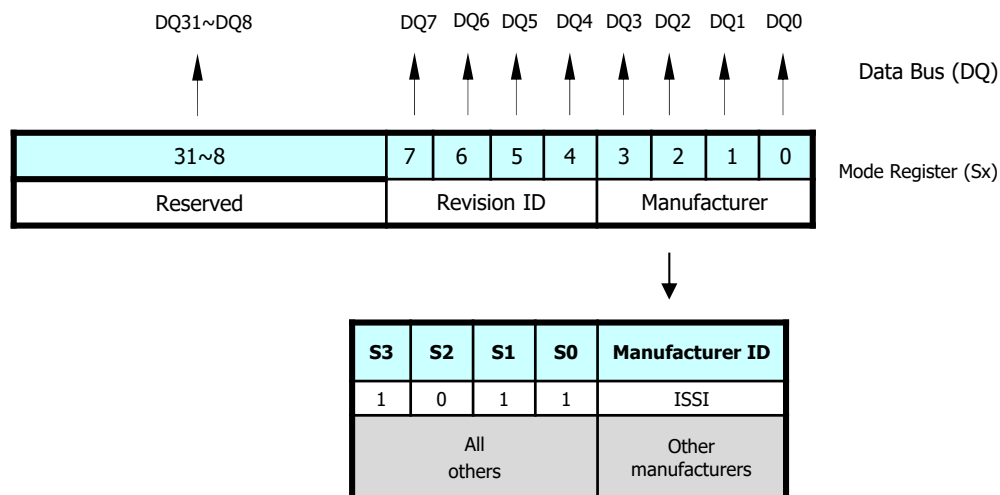 DQ31~DQ8 DQ7 DQ6 DQ5 DQ4 DQ3 DQ2 DQ1 DQ0
Data Bus (DQ)
31~8 7 6 5 4 3 2 1 0
Mode Register (Sx)
Reserved Revision ID Manufacturer
S3 S2 S1 S0 Manufacturer ID
1 0 1 1 ISSI
All Other
others manufacturers